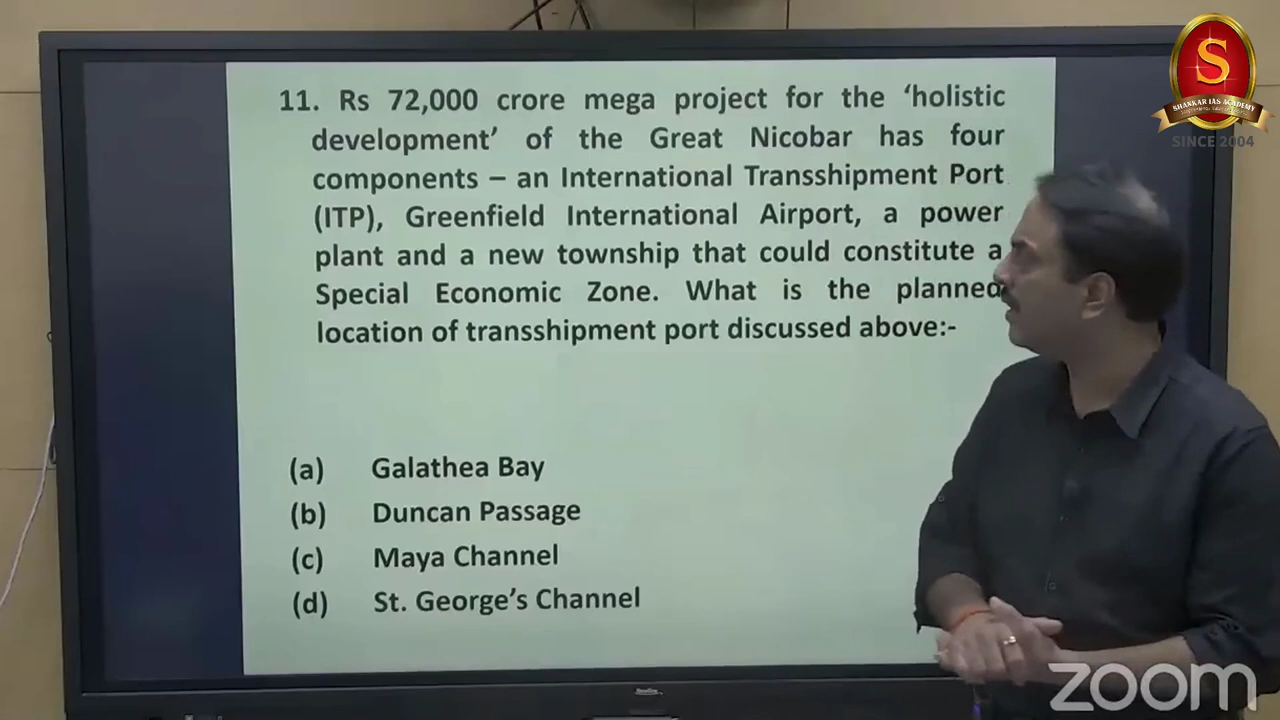 11. Rs 72,000 crore mega project for the ‘holistic
development’ of the Great Nicobar has four
components – an International Transshipment Port
(ITP), Greenfield International Airport, a power
plant and a new township that could constitute a
Special Economic Zone. What is the planned
location of transshipment port discussed above:-
(a) Galathea Bay
(b) Duncan Passage
(c) Maya Channel
(d) St. George’s Channel
S
SHANKAR IAS ACADEMY
SINCE 2004
zoom